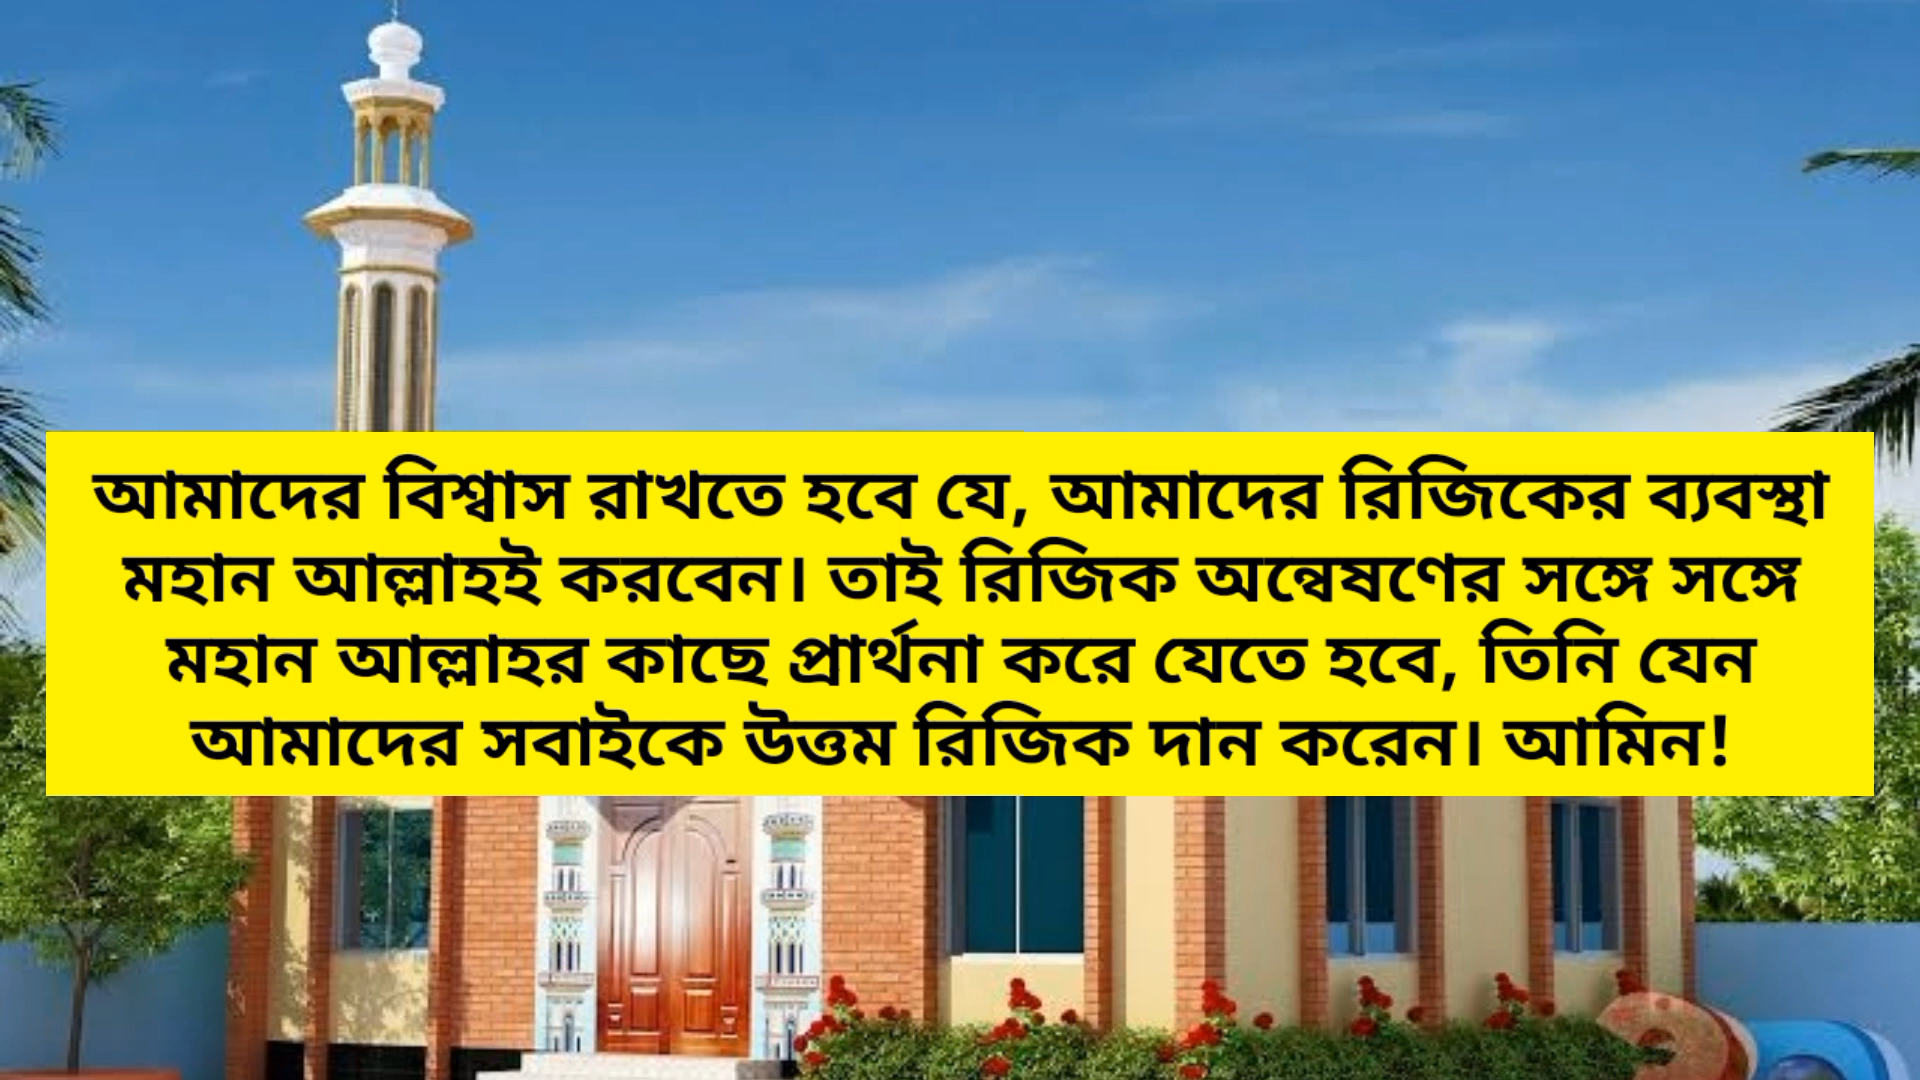 আমাদের বিশ্বাস রাখতে হবে যে, আমাদের রিজিকের ব্যবস্থা
মহান আল্লাহই করবেন। তাই রিজিক অন্বেষণের সঙ্গে সঙ্গে
মহান আল্লাহর কাছে প্রার্থনা করে যেতে হবে, তিনি যেন
আমাদের সবাইকে উত্তম রিজিক দান করেন। আমিন!